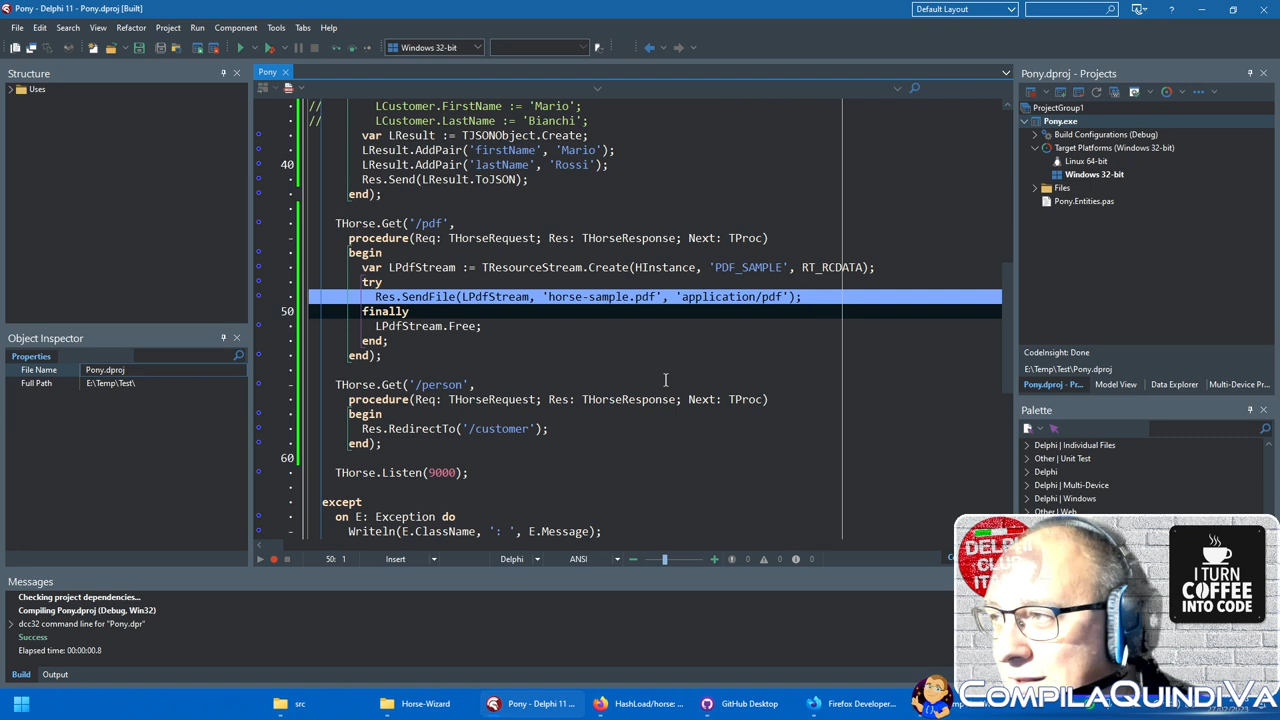 Pony - Delphi 11 - Pony.dproj [Built]
Default Layout
File Edit Search View Refactor Project Run Component Tools Tabs Help
Windows 32-bit
Structure
Uses
Object Inspector
Properties
File Name Pony.dproj
Full Path E:\Temp\Test\
Pony
// LCustomer.FirstName := 'Mario';
// LCustomer.LastName := 'Bianchi';
var LResult := TJSONObject.Create;
LResult.AddPair('firstName', 'Mario');
40 LResult.AddPair('lastName', 'Rossi');
Res.Send(LResult.ToJSON);
end);
THorse.Get('/pdf',
procedure(Req: THorseRequest; Res: THorseResponse; Next: TProc)
begin
var LPdfStream := TResourceStream.Create(HInstance, 'PDF_SAMPLE', RT_RCDATA);
try
Res.SendFile(LPdfStream, 'horse-sample.pdf', 'application/pdf');
50 finally
LPdfStream.Free;
end;
end);
THorse.Get('/person',
procedure(Req: THorseRequest; Res: THorseResponse; Next: TProc)
begin
Res.RedirectTo('/customer');
end);
60
THorse.Listen(9000);
except
on E: Exception do
Writeln(E.ClassName, ': ', E.Message);
50: 1 Insert Delphi ANSI 0 0 0
Pony.dproj - Projects
ProjectGroup1
Pony.exe
Build Configurations (Debug)
Target Platforms (Windows 32-bit)
Linux 64-bit
Windows 32-bit
Files
Pony.Entities.pas
CodeInsight: Done
E:\Temp\Test\Pony.dproj
Pony.dproj - Pr... Model View Data Explorer Multi-Device Pr...
Palette
Delphi | Individual Files
Other | Unit Test
Delphi
Delphi | Multi-Device
Delphi | Windows
Other | Web
Messages
Checking project dependencies...
Compiling Pony.dproj (Debug, Win32)
dcc32 command line for "Pony.dpr"
Success
Elapsed time: 00:00:00.8
Build Output
DELPHI
CLUB
I TURN
COFFEE
INTO CODE
COMPILAQUINDIVA
src Horse-Wizard Pony - Delphi 11 ... HashLoad/horse: ... GitHub Desktop Firefox Developer...